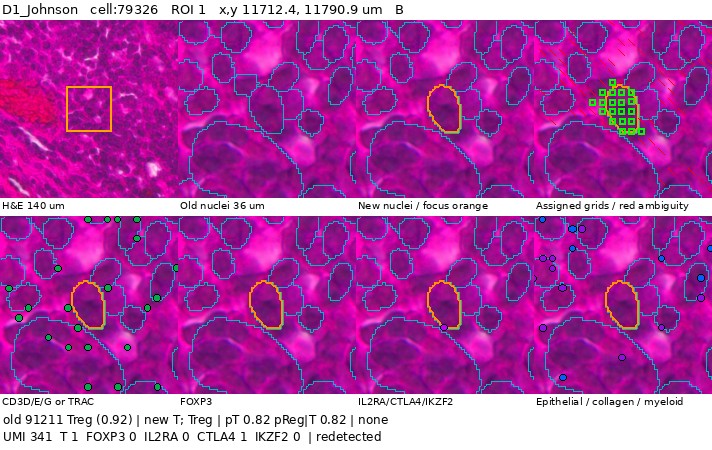 D1_Johnson cell:79326 ROI 1 x,y 11712.4, 11790.9 um B
H&E 140 um
Old nuclei 36 um
New nuclei / focus orange
Assigned grids / red ambiguity
CD3D/E/G or TRAC
FOXP3
IL2RA/CTLA4/IKZF2
Epithelial / collagen / myeloid
old 91211 Treg (0.92) | new T; Treg | pT 0.82 pReg|T 0.82 | none
UMI 341 T 1 FOXP3 0 IL2RA 0 CTLA4 1 IKZF2 0 | redetected